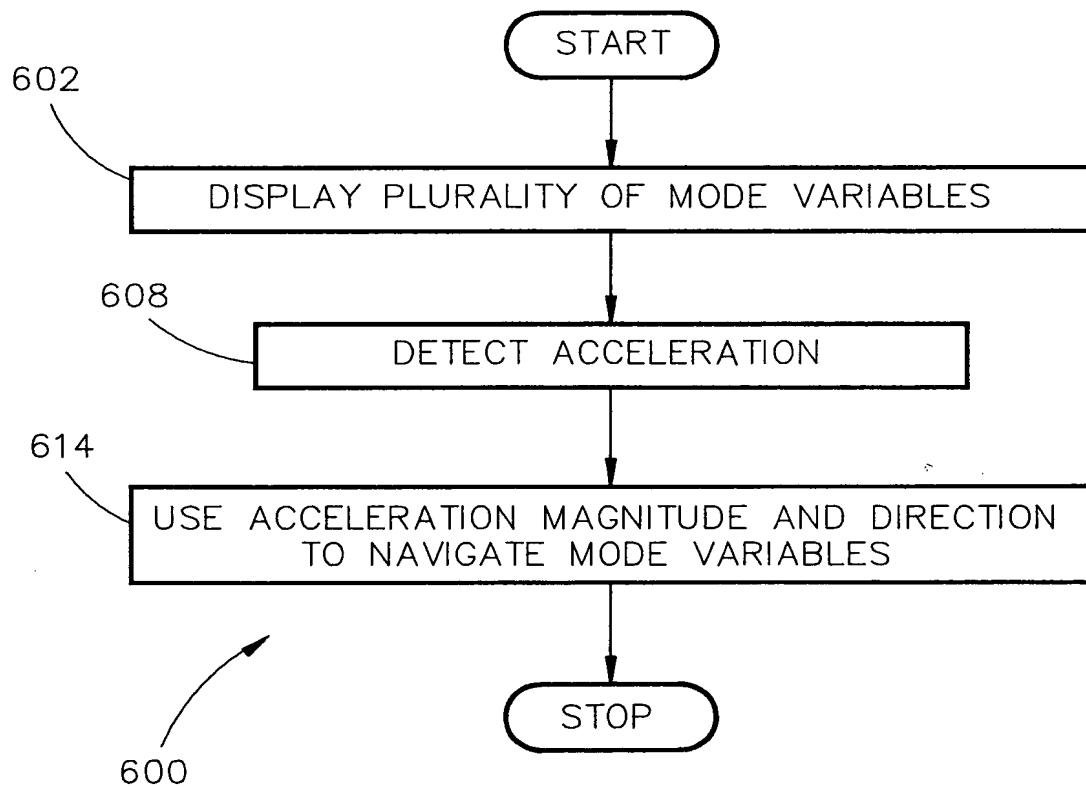 START
602
DISPLAY PLURALITY OF MODE VARIABLES
608
DETECT ACCELERATION
614
USE ACCELERATION MAGNITUDE AND DIRECTION
TO NAVIGATE MODE VARIABLES
STOP
600